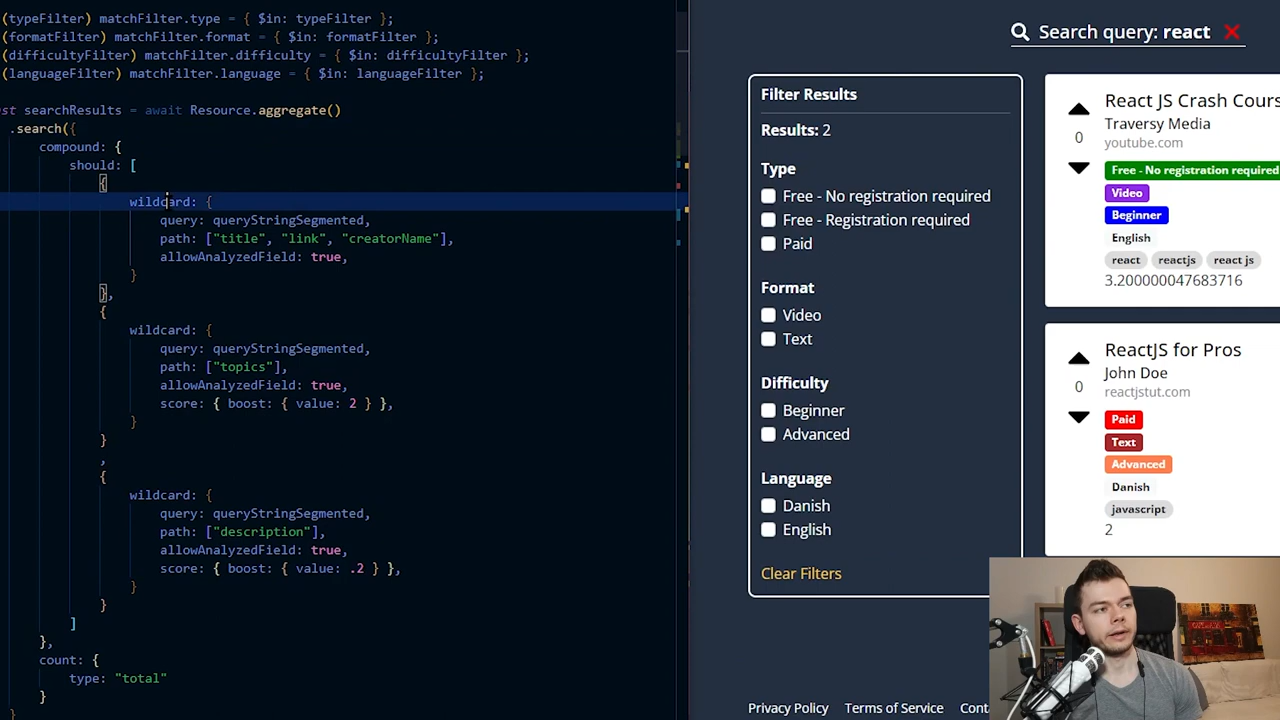 (typeFilter) matchFilter.type = { $in: typeFilter };
(formatFilter) matchFilter.format = { $in: formatFilter };
(difficultyFilter) matchFilter.difficulty = { $in: difficultyFilter };
(languageFilter) matchFilter.language = { $in: languageFilter };
st searchResults = await Resource.aggregate()
.search({
compound: {
should: [
{
wildcard: {
query: queryStringSegmented,
path: ["title", "link", "creatorName"],
allowAnalyzedField: true,
}
},
{
wildcard: {
query: queryStringSegmented,
path: ["topics"],
allowAnalyzedField: true,
score: { boost: { value: 2 } },
}
}
,
{
wildcard: {
query: queryStringSegmented,
path: ["description"],
allowAnalyzedField: true,
score: { boost: { value: .2 } },
}
}
]
},
count: {
type: "total"
}
Search query: react
Filter Results
Results: 2
Type
Free - No registration required
Free - Registration required
Paid
Format
Video
Text
Difficulty
Beginner
Advanced
Language
Danish
English
Clear Filters
React JS Crash Cours
Traversy Media
youtube.com
0
Free - No registration required
Video
Beginner
English
react reactjs react js
3.200000047683716
ReactJS for Pros
John Doe
reactjstut.com
0
Paid
Text
Advanced
Danish
javascript
2
Privacy Policy Terms of Service Cont